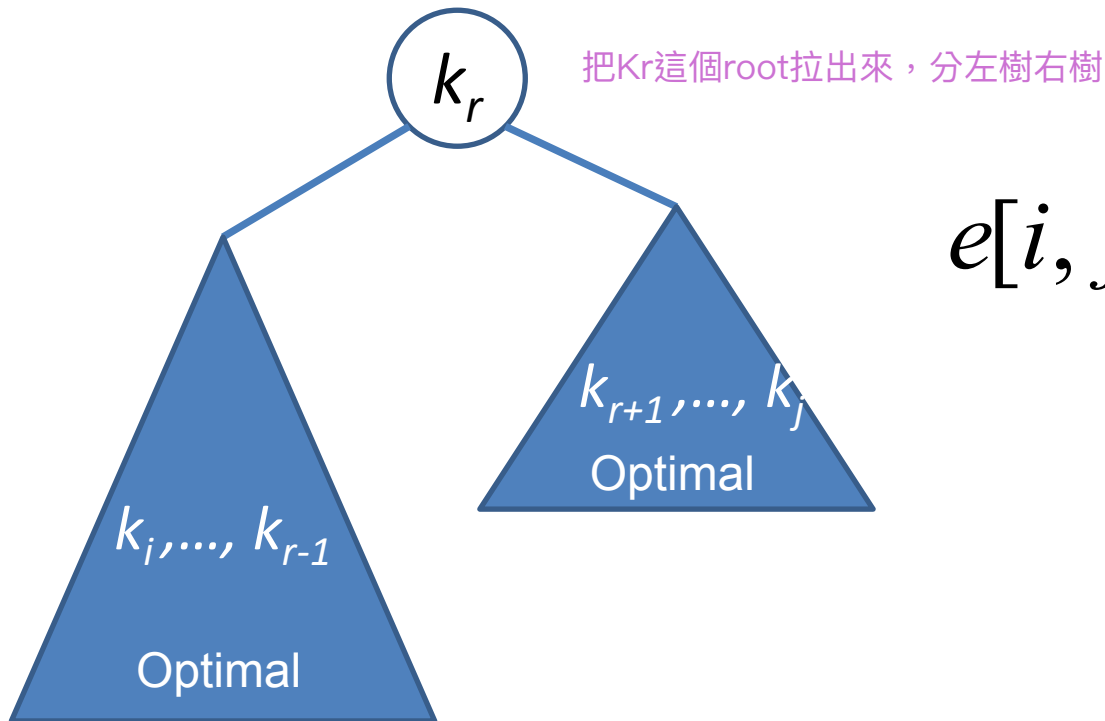 k_r
把Kr這個root拉出來，分左樹右樹
e[i,
k_{r+1},..., k_j
Optimal
k_i,..., k_{r-1}
Optimal